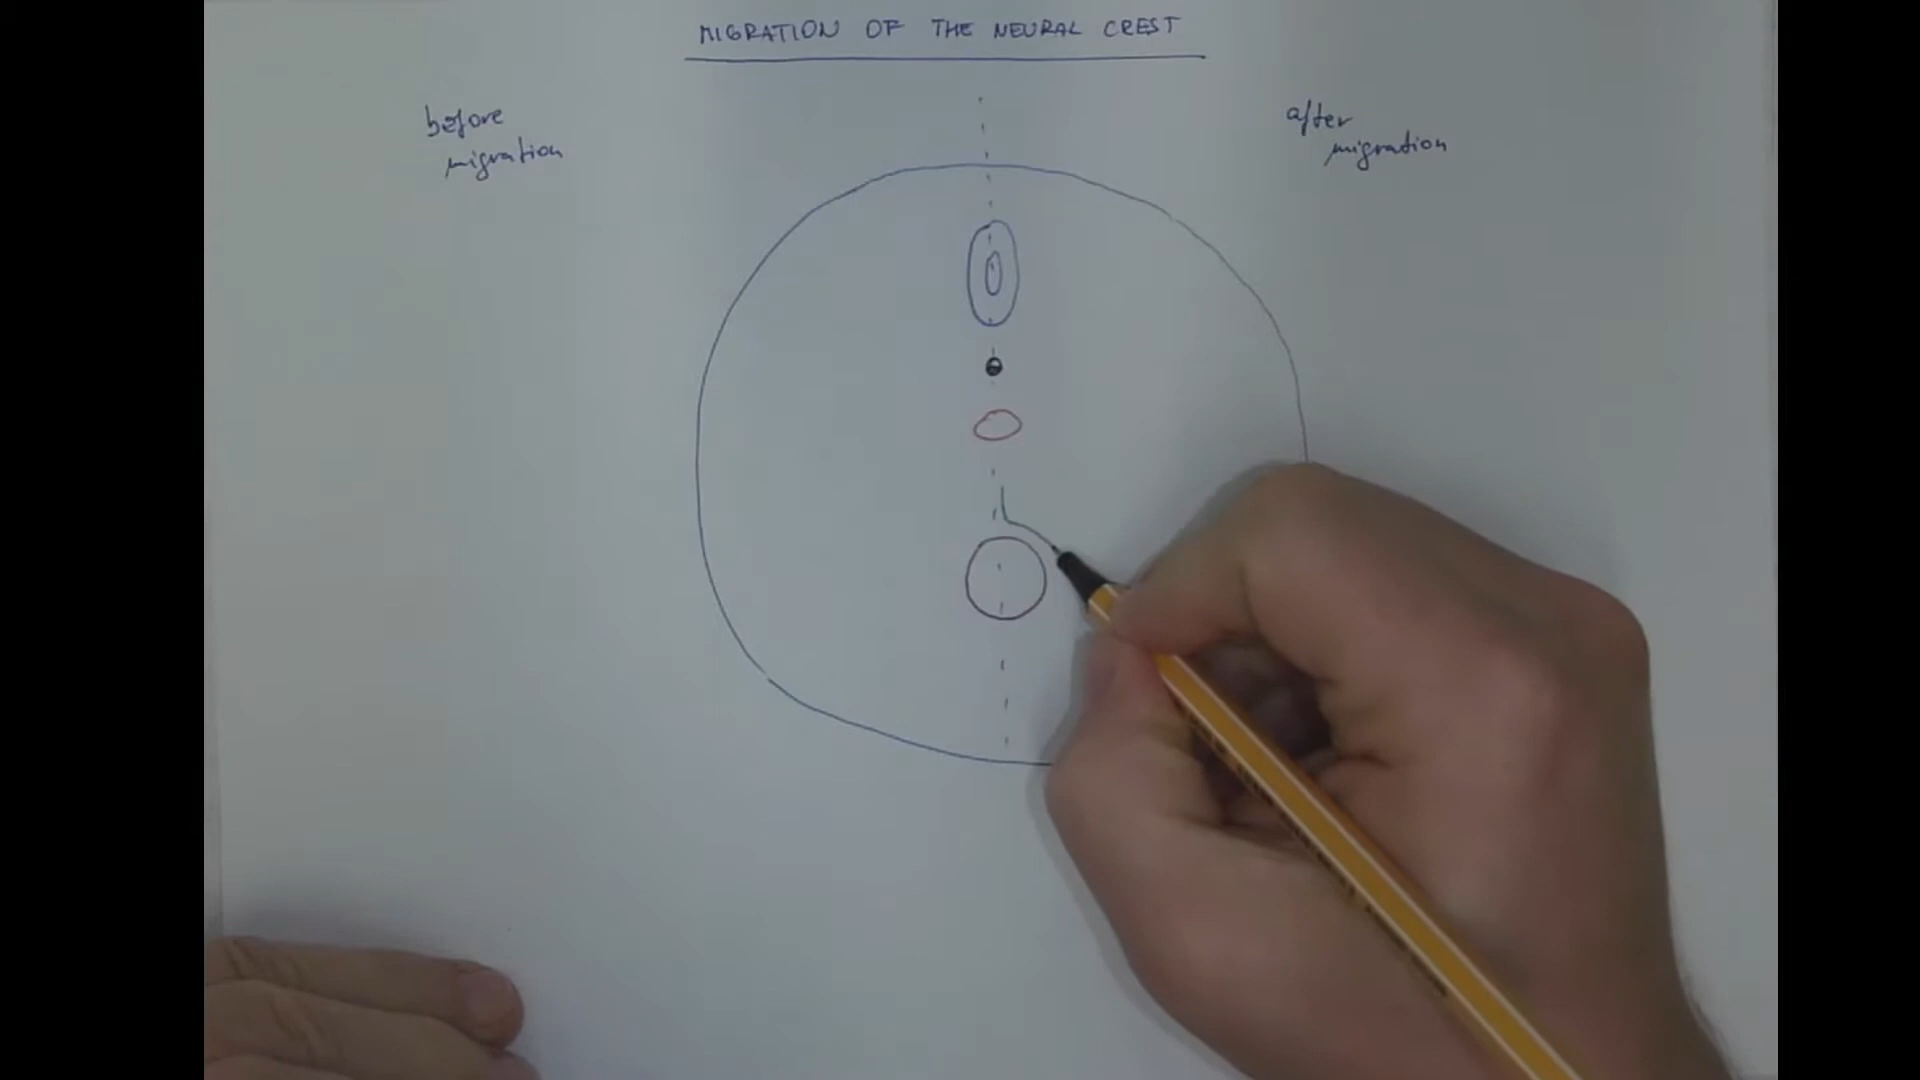 MIGRATION OF THE NEURAL CREST
before
migration
after
migration